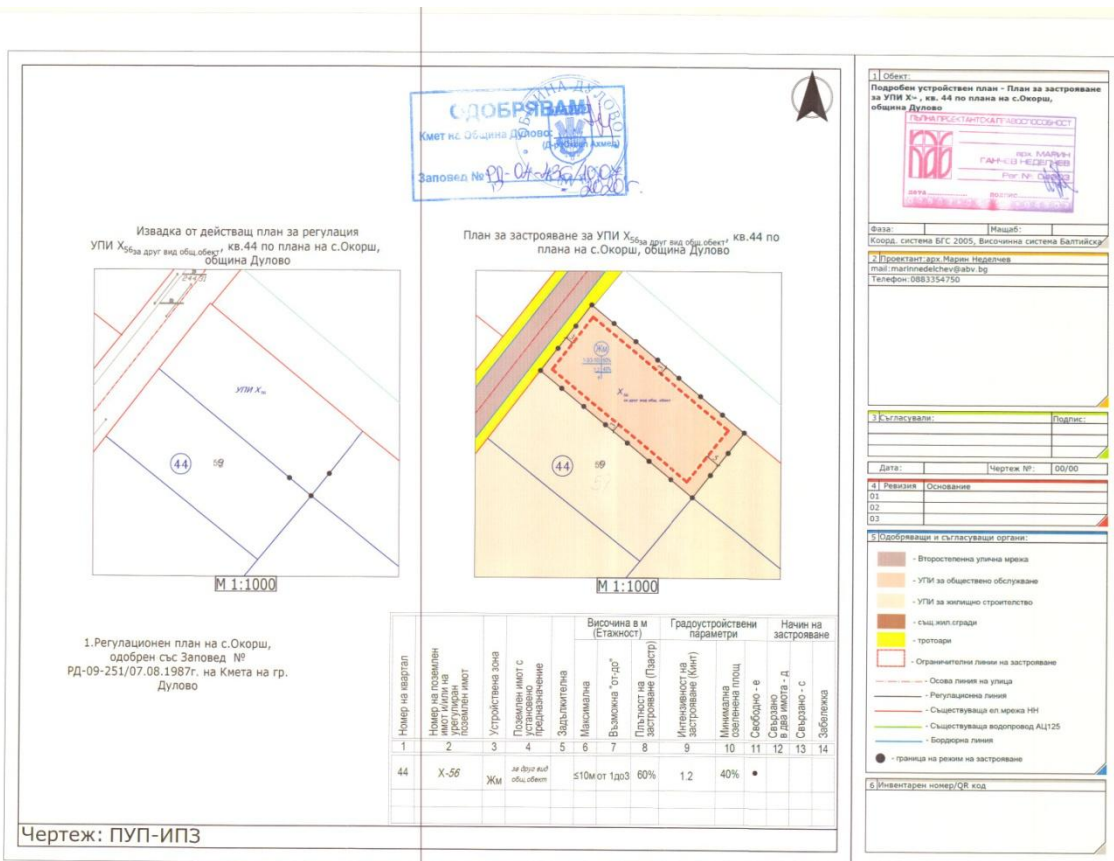 ОДОБРЯВАМ
Кмет на Община Дулово:
Заповед №
Извадка от действащ план за регулация
УПИ X56за друг вид общ.обект, кв.44 по плана на с.Окорш,
община Дулово
План за застрояване за УПИ X56за друг вид общ.обект, кв.44 по
плана на с.Окорш, община Дулово
УПИ X
44
59
М 1:1000
Жм
X56
за друг вид общ. обект
44
59
М 1:1000
1.Регулационен план на с.Окорш,
одобрен със Заповед №
РД-09-251/07.08.1987г. на Кмета на гр.
Дулово
Номер на квартал
Номер на поземлен имот и/или на урегулиран поземлен имот
Устройствена зона
Поземлен имот с установено предназначение
Задължителна
Височина в м (Етажност)
Максимална
Възможна "от-до"
Градоустройствени параметри
Плътност на застрояване (Пзастр)
Интензивност на застрояване (Кинт)
Минимална озеленена площ
Начин на застрояване
Свободно - е
Свързано в два имота - д
Свързано - с
Забележка
1 2 3 4 5 6 7 8 9 10 11 12 13 14
44 X-56 Жм за друг вид общ.обект ≤10м от 1до3 60% 1.2 40% •
Чертеж: ПУП-ИПЗ
1 Обект:
Подробен устройствен план - План за застрояване
за УПИ X , кв. 44 по плана на с.Окорш,
община Дулово
ПЪЛНА ПРОЕКТАНТСКА ПРАВОСПОСОБНОСТ
арх. МАРИН
ГАНЧЕВ НЕДЕЛЧЕВ
Рег. №
Фаза: Мащаб:
Коорд. система БГС 2005, Височинна система Балтийска
2 Проектант:арх.Марин Неделчев
mail:marinnedelchev@abv.bg
Телефон:0883354750
3 Съгласували: Подпис:
Дата: Чертеж №: 00/00
4 Ревизия Основание
01
02
03
5 Одобряващи и съгласуващи органи:
- Второстепенна улична мрежа
- УПИ за обществено обслужване
- УПИ за жилищно строителство
- същ.жил.сгради
- тротоари
- Ограничителни линии на застрояване
- Осова линия на улица
- Регулационна линия
- Съществуваща ел.мрежа НН
- Съществуваща водопровод АЦ125
- Бордюрна линия
- граница на режим на застрояване
6 Инвентарен номер/QR код